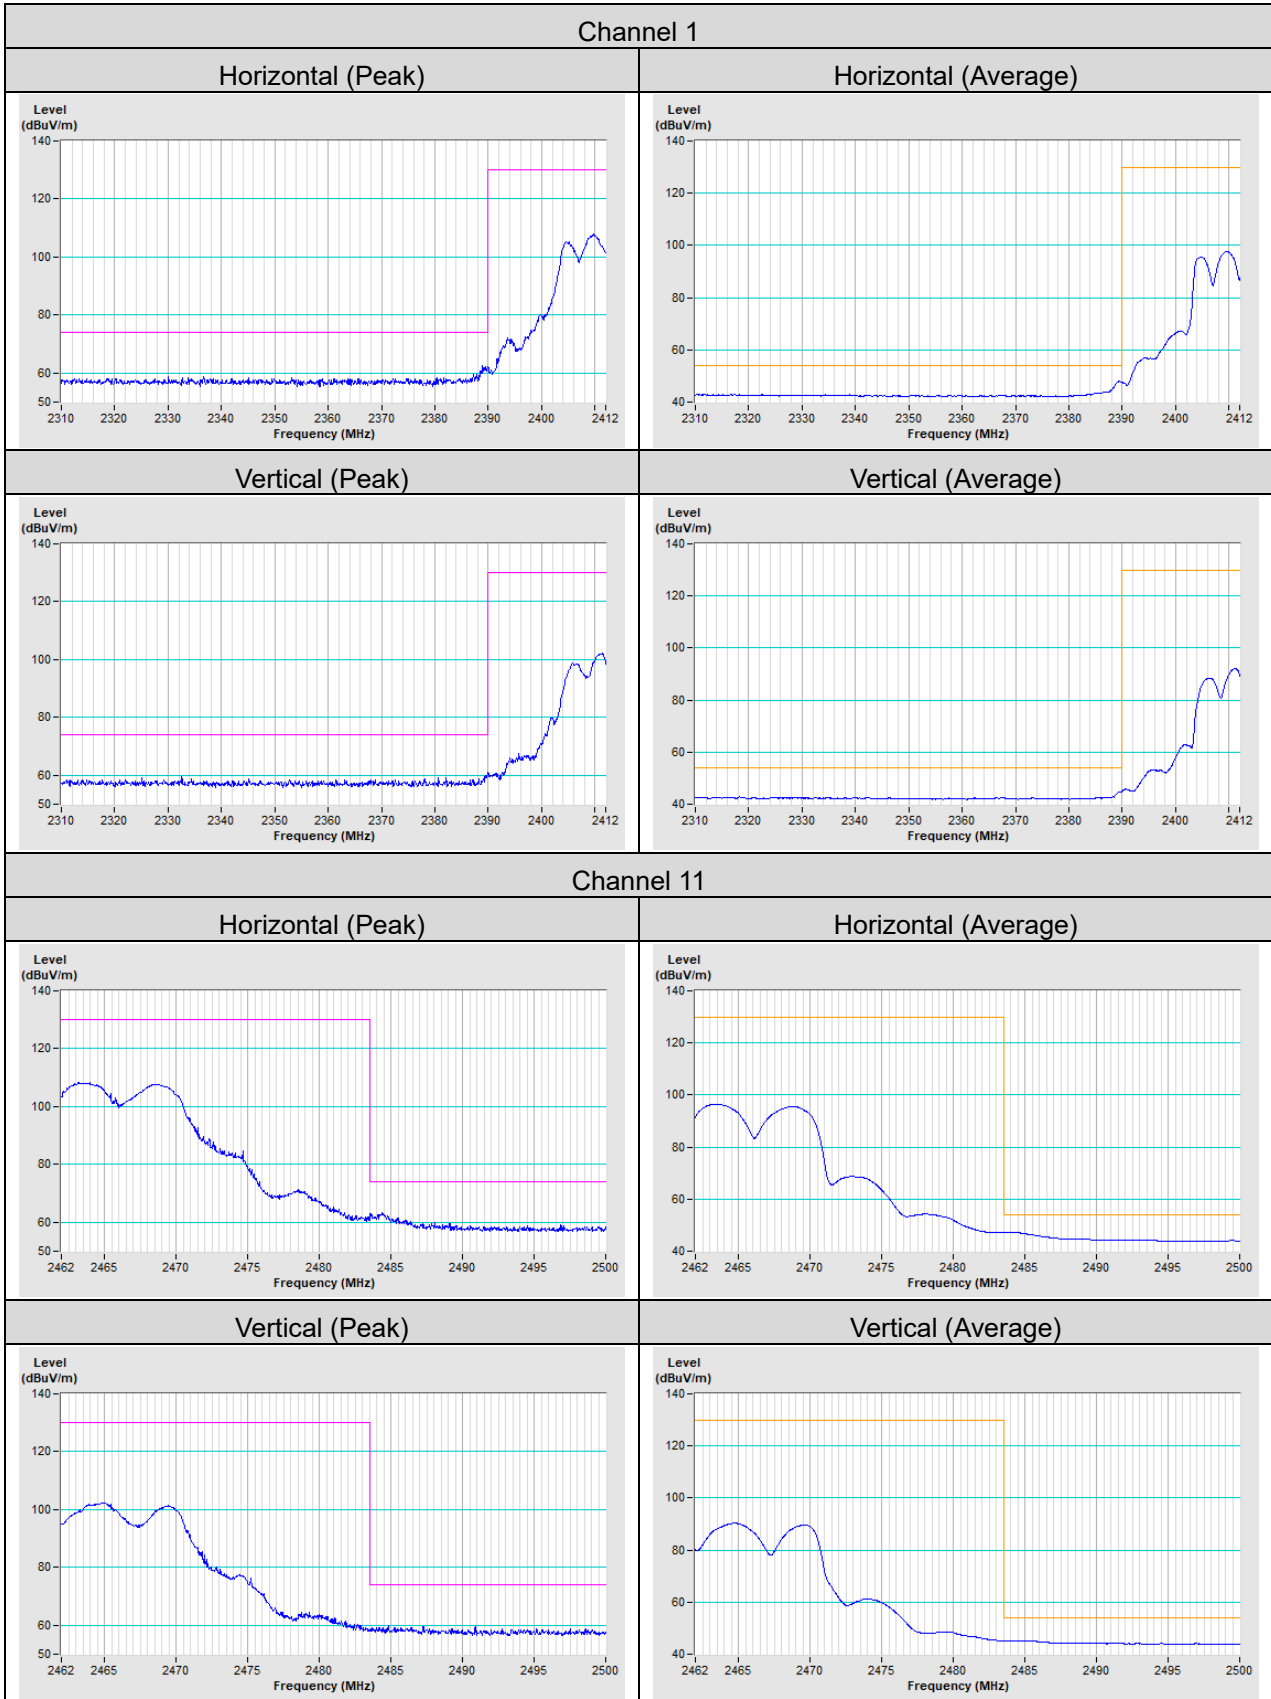 Channel 1
Horizontal (Peak) Horizontal (Average)
Level Level
(dBuV/m) (dBuV/m)
140 140
120 120
100 100
80 80
60 60
50 40
2310 2320 2330 2340 2350 2360 2370 2380 2390 2400 2412 2310 2320 2330 2340 2350 2360 2370 2380 2390 2400 2412
Frequency (MHz) Frequency (MHz)
Vertical (Peak) Vertical (Average)
Level Level
(dBuV/m) (dBuV/m)
140 140
120 120
100 100
80 80
60 60
50 40
2310 2320 2330 2340 2350 2360 2370 2380 2390 2400 2412 2310 2320 2330 2340 2350 2360 2370 2380 2390 2400 2412
Frequency (MHz) Frequency (MHz)
Channel 11
Horizontal (Peak) Horizontal (Average)
Level Level
(dBuV/m) (dBuV/m)
140 140
120 120
100 100
80 80
60 60
50 40
2462 2465 2470 2475 2480 2485 2490 2495 2500 2462 2465 2470 2475 2480 2485 2490 2495 2500
Frequency (MHz) Frequency (MHz)
Vertical (Peak) Vertical (Average)
Level Level
(dBuV/m) (dBuV/m)
140 140
120 120
100 100
80 80
60 60
50 40
2462 2465 2470 2475 2480 2485 2490 2495 2500 2462 2465 2470 2475 2480 2485 2490 2495 2500
Frequency (MHz) Frequency (MHz)